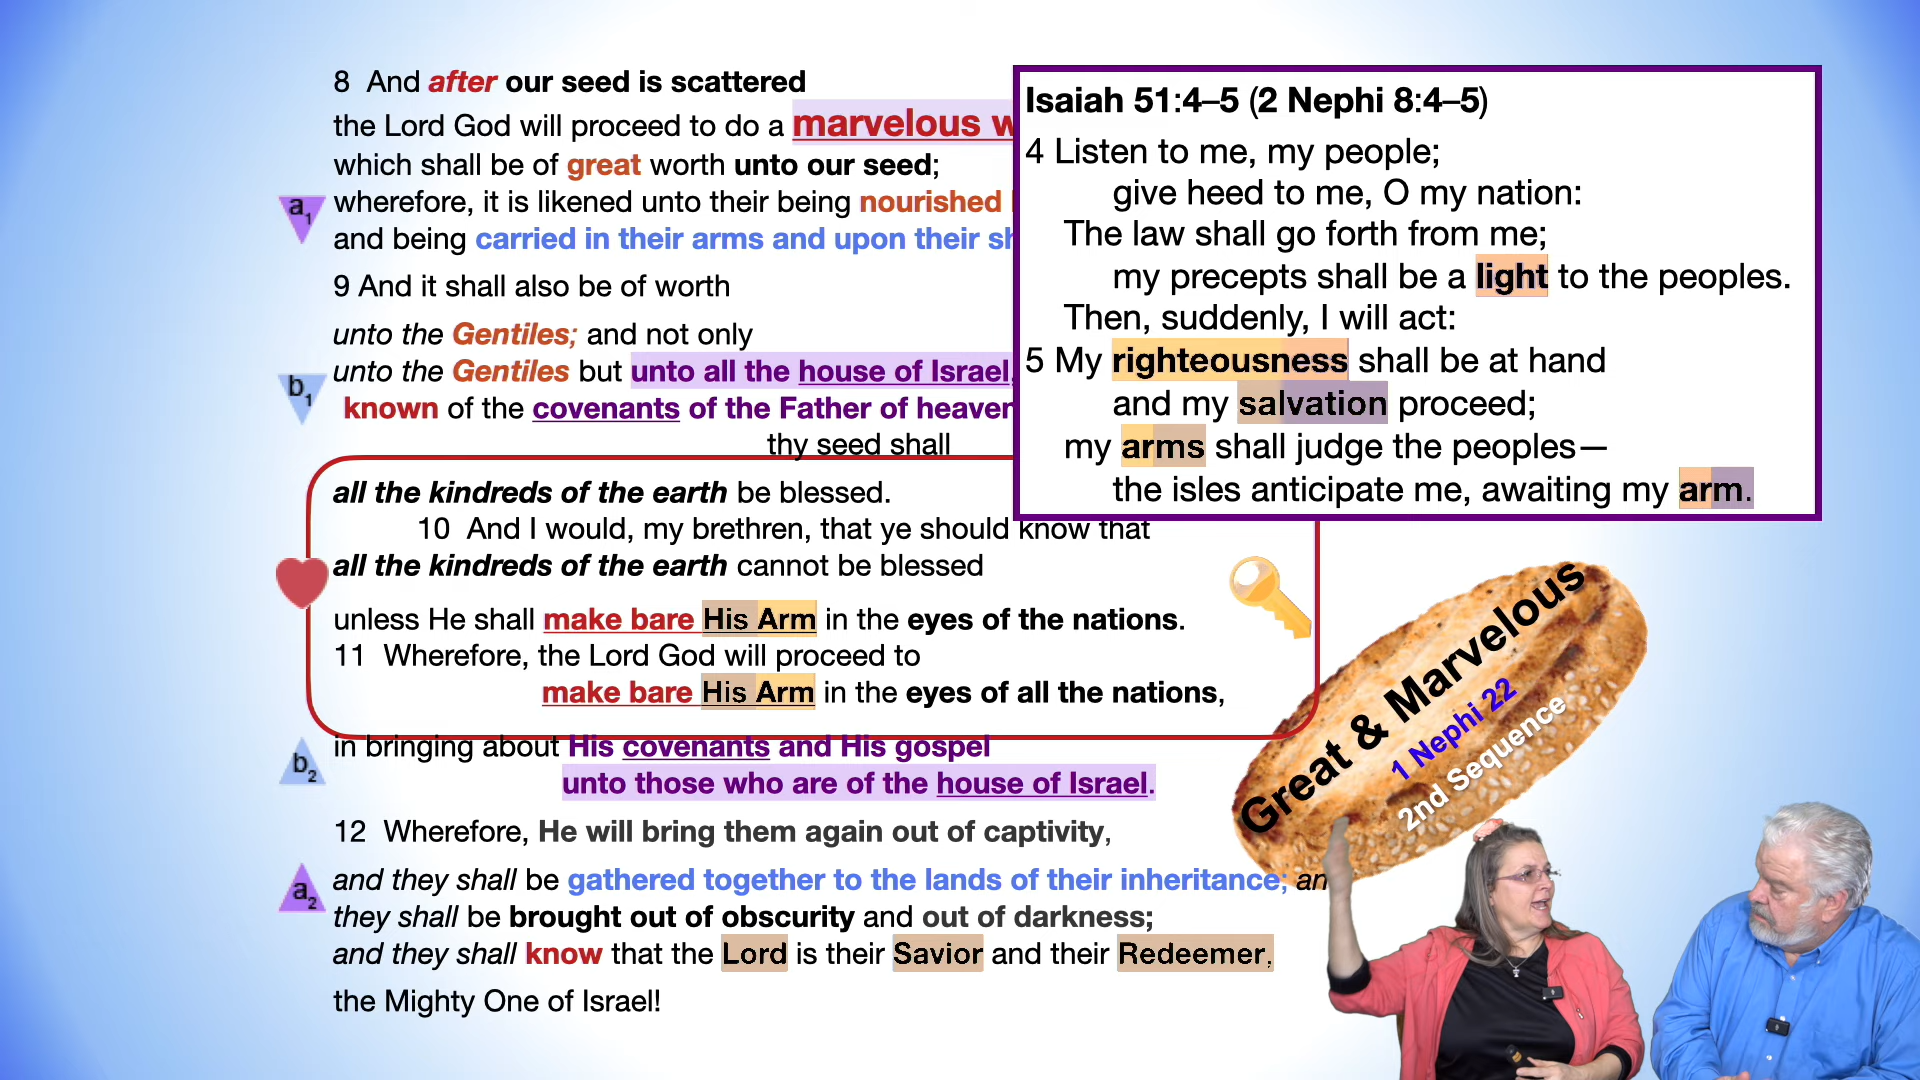 8 And after our seed is scattered
the Lord God will proceed to do a marvelous
which shall be of great worth unto our seed;
wherefore, it is likened unto their being nourished
and being carried in their arms and upon their
9 And it shall also be of worth
unto the Gentiles; and not only
unto the Gentiles but unto all the house of Israel,
known of the covenants of the Father of heaven
thy seed shall
all the kindreds of the earth be blessed.
10 And I would, my brethren, that ye should know that
all the kindreds of the earth cannot be blessed
unless He shall make bare His Arm in the eyes of the nations.
11 Wherefore, the Lord God will proceed to
make bare His Arm in the eyes of all the nations,
in bringing about His covenants and His gospel
unto those who are of the house of Israel.
12 Wherefore, He will bring them again out of captivity,
and they shall be gathered together to the lands of their inheritance; an
they shall be brought out of obscurity and out of darkness;
and they shall know that the Lord is their Savior and their Redeemer,
the Mighty One of Israel!
a1
b1
b2
a2
Isaiah 51:4–5 (2 Nephi 8:4–5)
4 Listen to me, my people;
give heed to me, O my nation:
The law shall go forth from me;
my precepts shall be a light to the peoples.
Then, suddenly, I will act:
5 My righteousness shall be at hand
and my salvation proceed;
my arms shall judge the peoples—
the isles anticipate me, awaiting my arm.
Great & Marvelous
1 Nephi 22
2nd Sequence